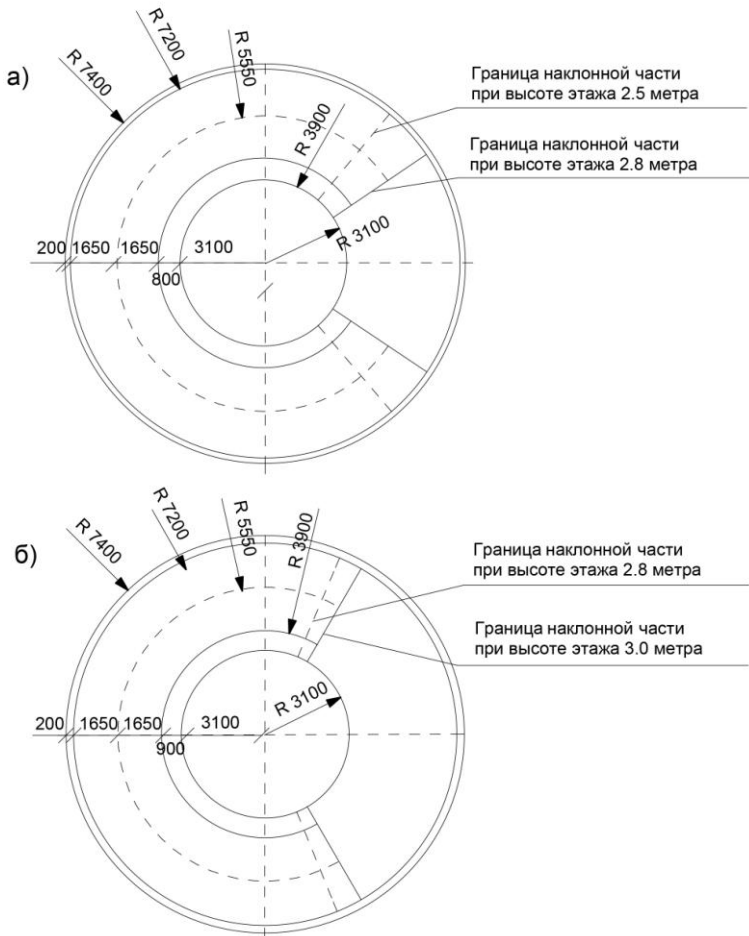 а)
R 7400
R 7200
R 5550
R 3900
R 3100
Граница наклонной части
при высоте этажа 2.5 метра
Граница наклонной части
при высоте этажа 2.8 метра
200
1650
1650
3100
800
б)
R 7400
R 7200
R 5550
R 3900
R 3100
Граница наклонной части
при высоте этажа 2.8 метра
Граница наклонной части
при высоте этажа 3.0 метра
200
1650
1650
3100
900